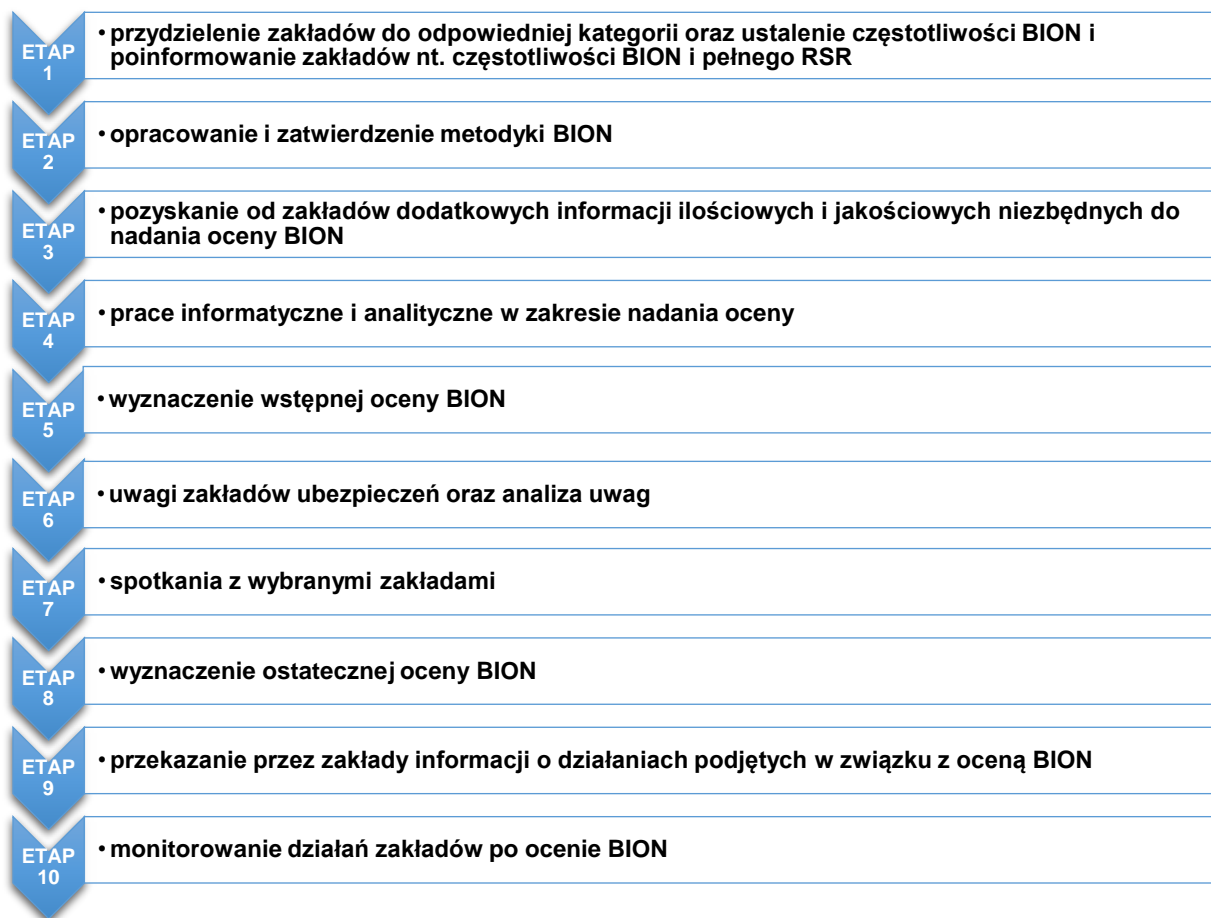 ETAP
1
• przydzielenie zakładów do odpowiedniej kategorii oraz ustalenie częstotliwości BION i
poinformowanie zakładów nt. częstotliwości BION i pełnego RSR
ETAP
2
• opracowanie i zatwierdzenie metodyki BION
ETAP
3
• pozyskanie od zakładów dodatkowych informacji ilościowych i jakościowych niezbędnych do
nadania oceny BION
ETAP
4
• prace informatyczne i analityczne w zakresie nadania oceny
ETAP
5
• wyznaczenie wstępnej oceny BION
ETAP
6
• uwagi zakładów ubezpieczeń oraz analiza uwag
ETAP
7
• spotkania z wybranymi zakładami
ETAP
8
• wyznaczenie ostatecznej oceny BION
ETAP
9
• przekazanie przez zakłady informacji o działaniach podjętych w związku z oceną BION
ETAP
10
• monitorowanie działań zakładów po ocenie BION